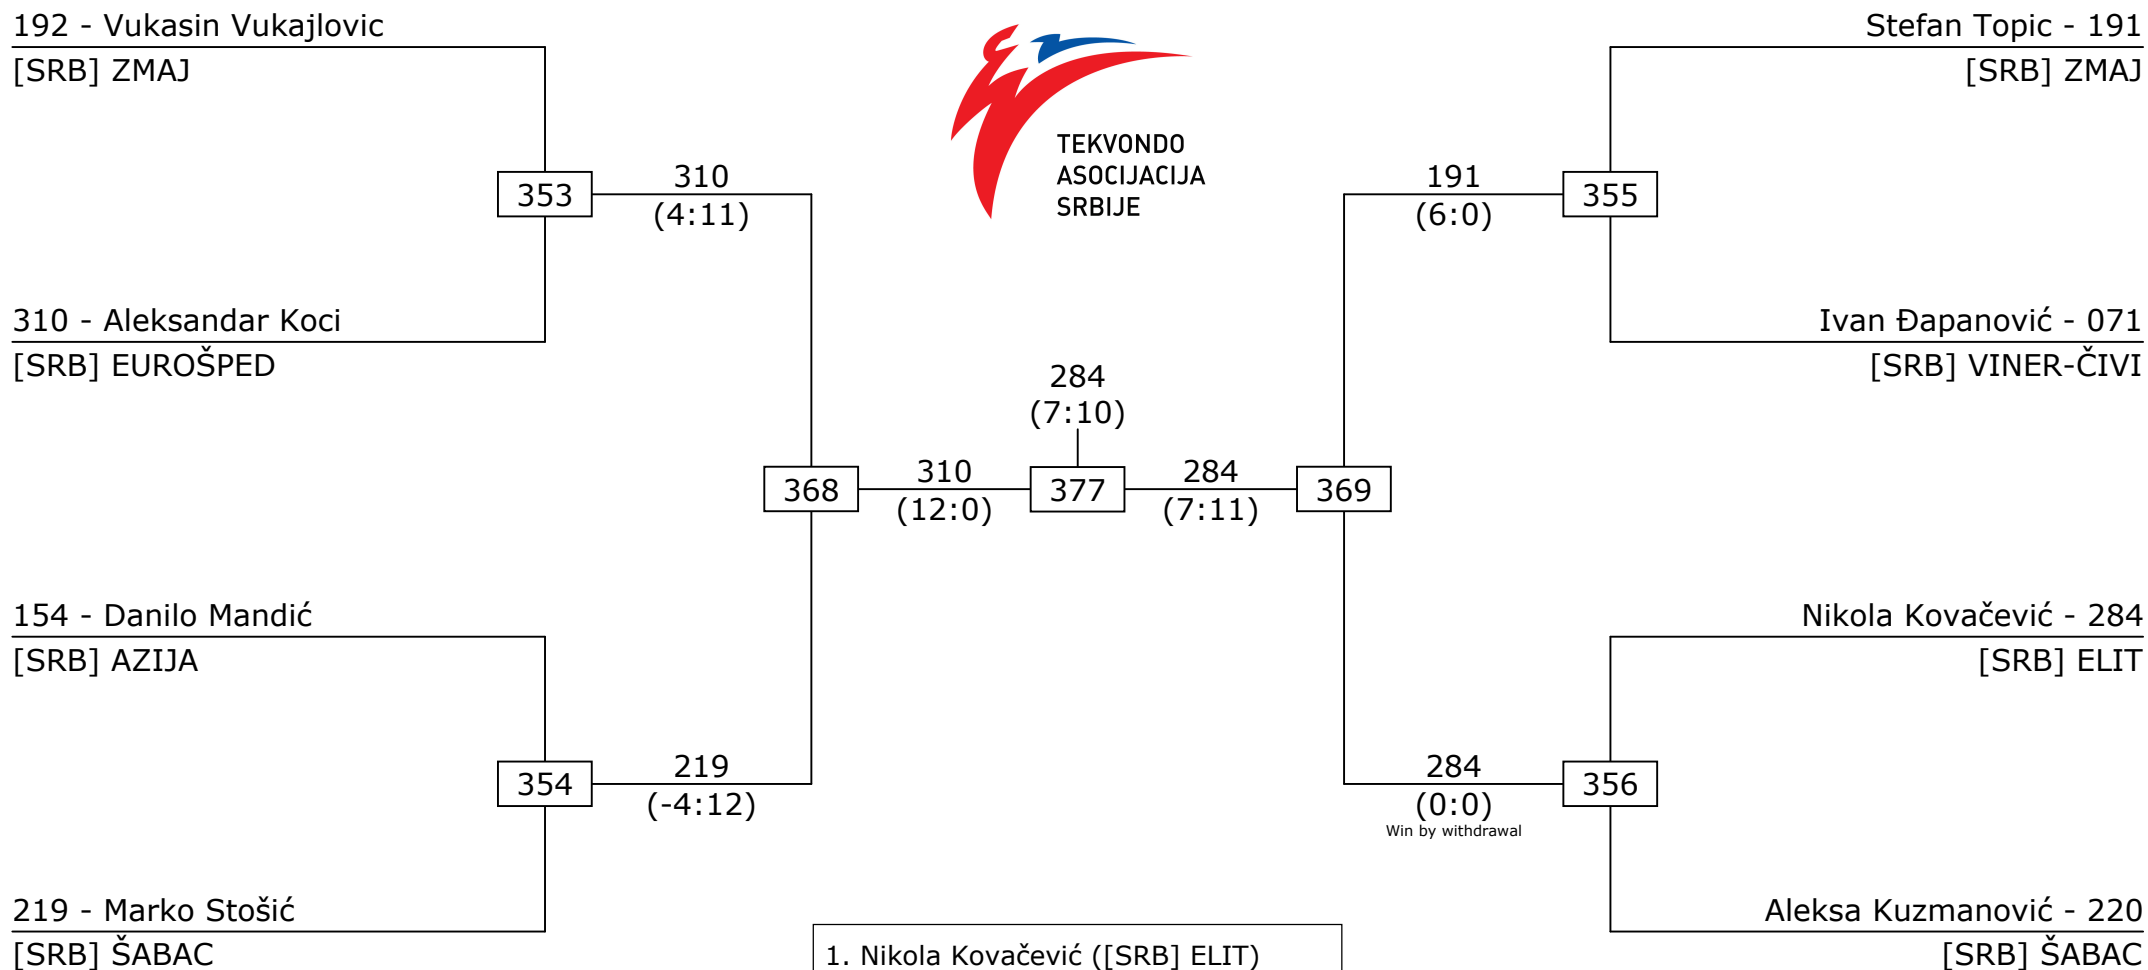 192 - Vukasin Vukajlovic
[SRB] ZMAJ
310 - Aleksandar Koci
[SRB] EUROŠPED
154 - Danilo Mandić
[SRB] AZIJA
219 - Marko Stošić
[SRB] ŠABAC
353
310
(4:11)
354
219
(-4:12)
368
310
(12:0)
TEKVONDO
ASOCIJACIJA
SRBIJE
284
(7:10)
377
284
(7:11)
369
191
(6:0)
355
284
(0:0)
Win by withdrawal
356
Stefan Topic - 191
[SRB] ZMAJ
Ivan Đapanović - 071
[SRB] VINER-ČIVI
Nikola Kovačević - 284
[SRB] ELIT
Aleksa Kuzmanović - 220
[SRB] ŠABAC
1. Nikola Kovačević ([SRB] ELIT)